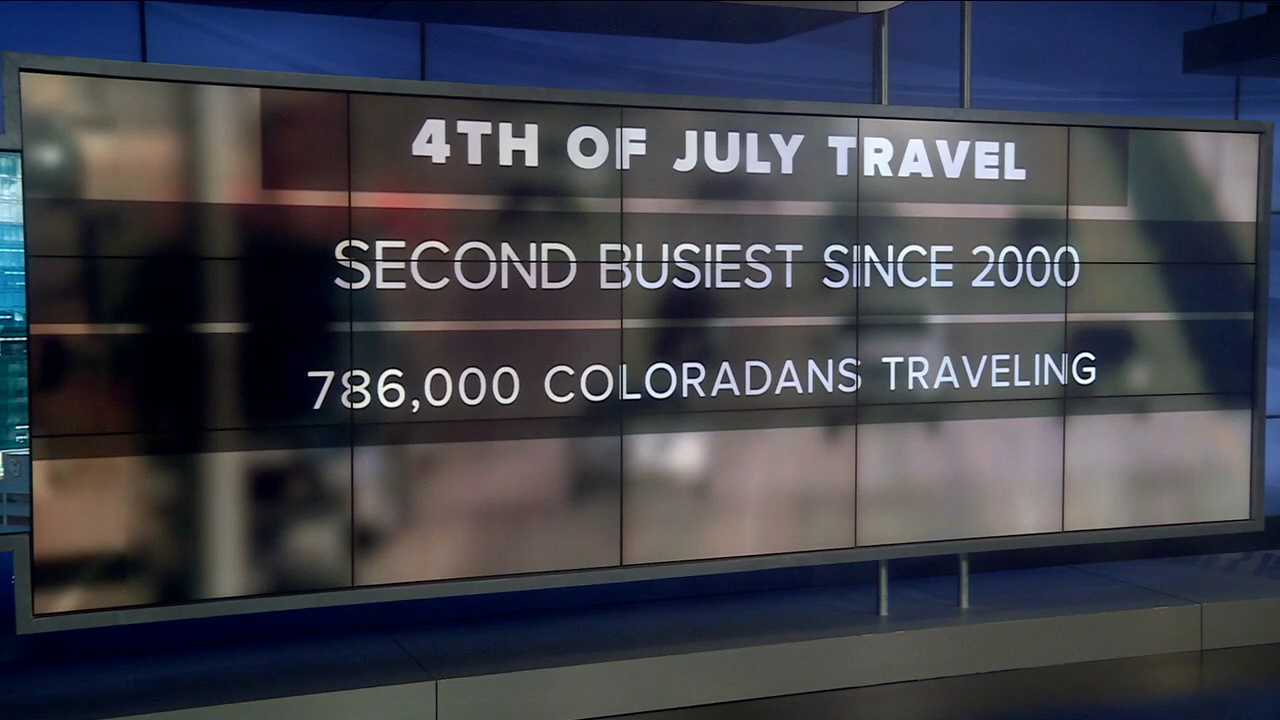 4TH OF JULY TRAVEL
SECOND BUSIEST SINCE 2000
786,000 COLORADANS TRAVELING